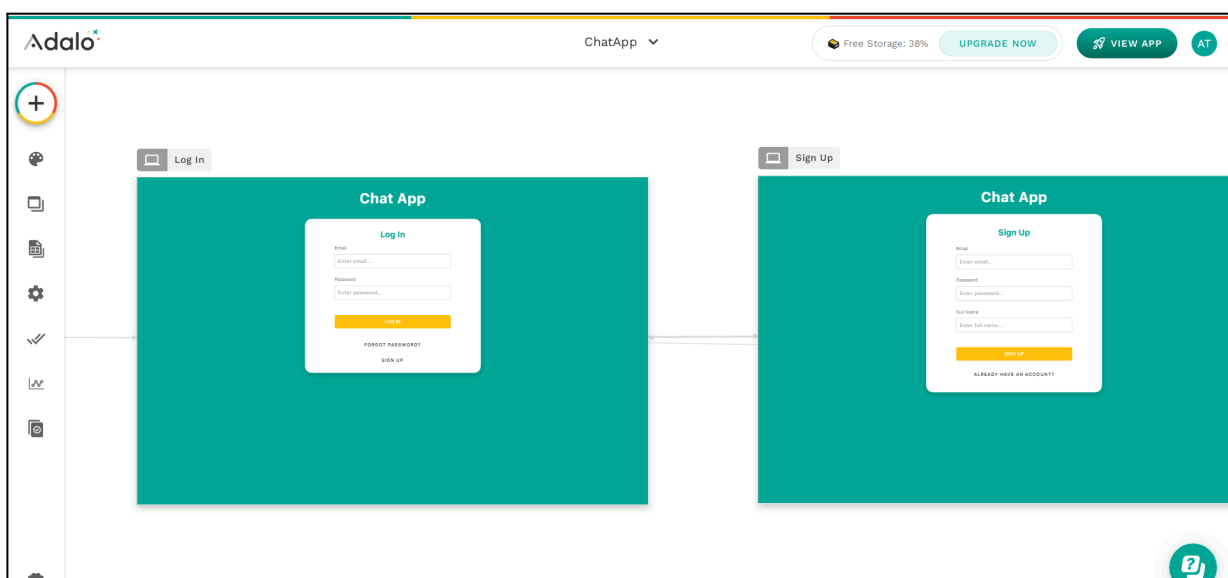 Adalo
ChatApp
Free Storage: 38%
UPGRADE NOW
VIEW APP
AT
Log In
Chat App
Log In
Email
Enter email...
Password
Enter password...
LOG IN
FORGOT PASSWORD?
SIGN UP
Sign Up
Chat App
Sign Up
Email
Enter email...
Password
Enter password...
Full Name
Enter full name...
SIGN UP
ALREADY HAVE AN ACCOUNT?